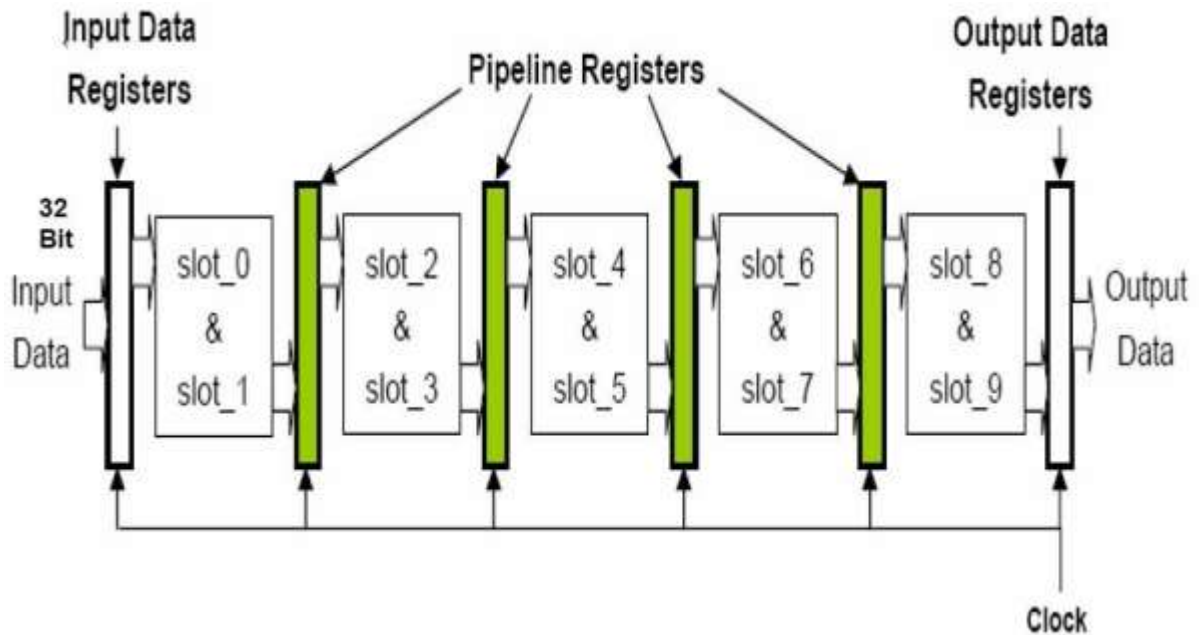 Input Data
Registers
Pipeline Registers
Output Data
Registers
32
Bit
Input
Data
slot_0
&
slot_1
slot_2
&
slot_3
slot_4
&
slot_5
slot_6
&
slot_7
slot_8
&
slot_9
Output
Data
Clock